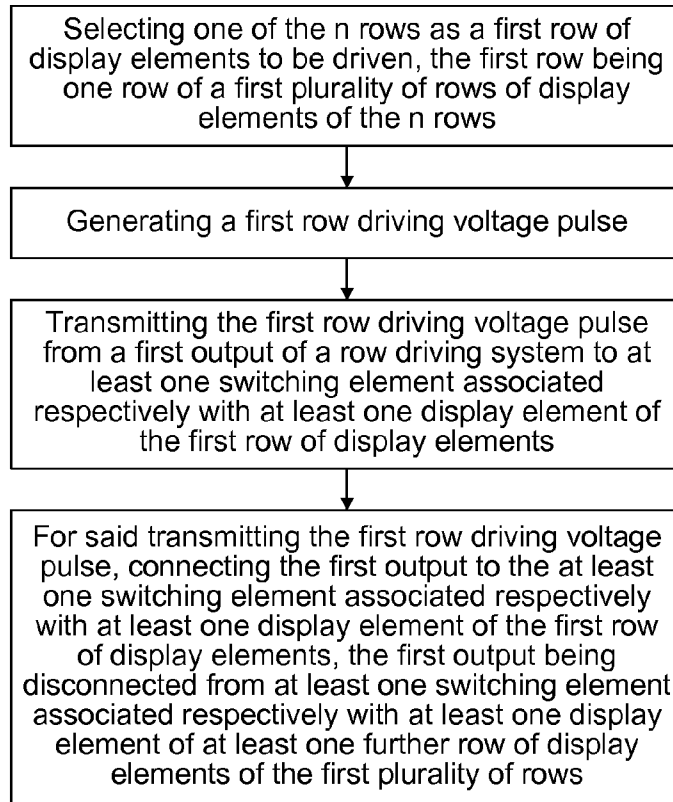 Selecting one of the n rows as a first row of
display elements to be driven, the first row being
one row of a first plurality of rows of display
elements of the n rows
Generating a first row driving voltage pulse
Transmitting the first row driving voltage pulse
from a first output of a row driving system to at
least one switching element associated
respectively with at least one display element of
the first row of display elements
For said transmitting the first row driving voltage
pulse, connecting the first output to the at least
one switching element associated respectively
with at least one display element of the first row
of display elements, the first output being
disconnected from at least one switching element
associated respectively with at least one display
element of at least one further row of display
elements of the first plurality of rows